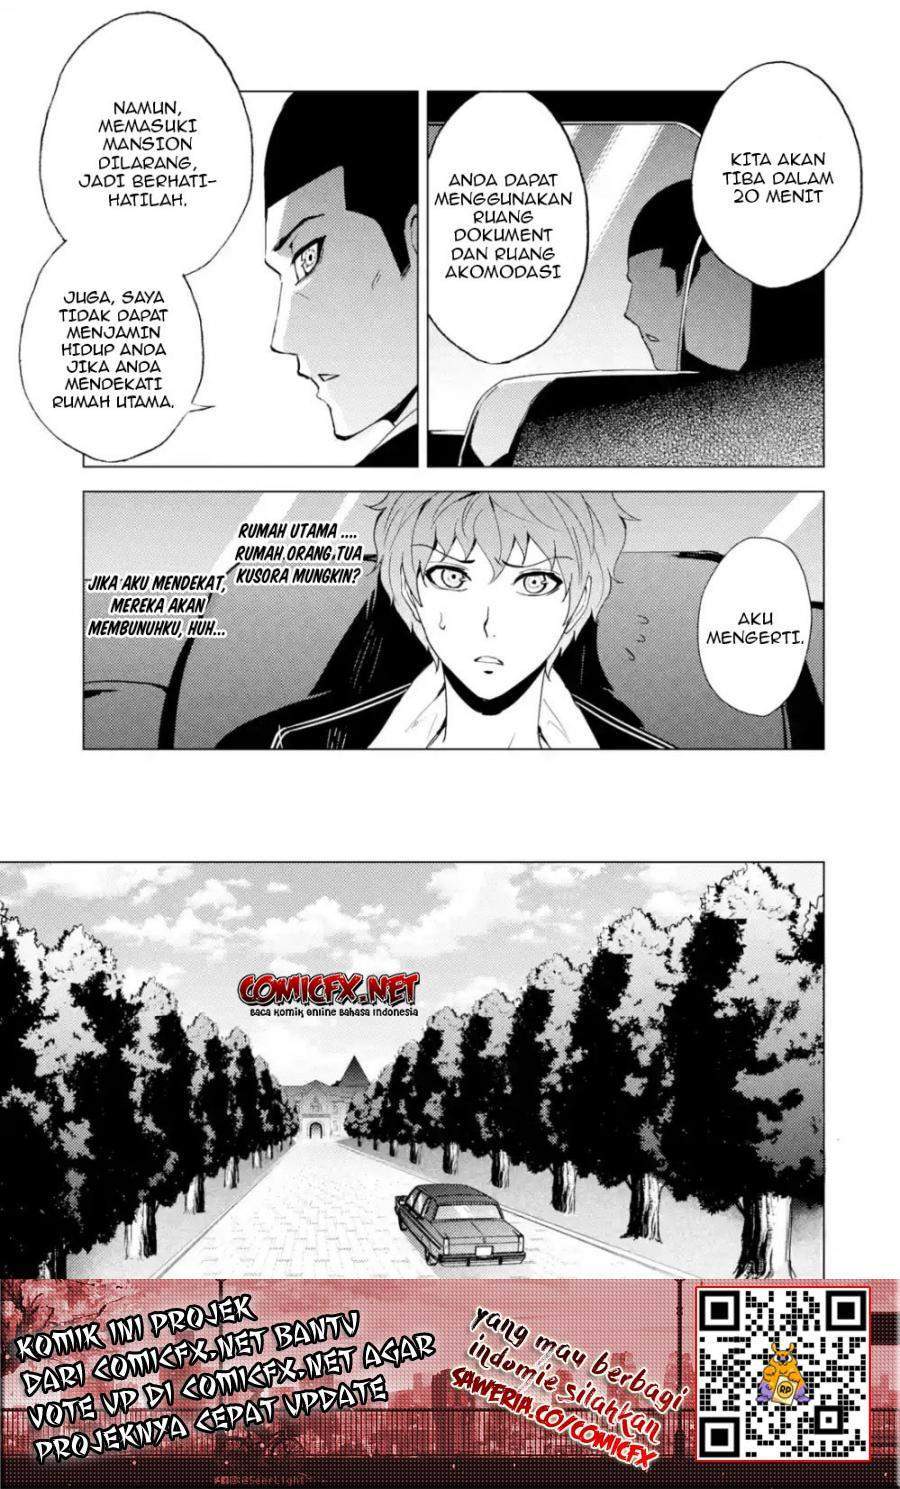 KITA AKAN
TIBA DALAM
20 MENIT
ANDA DAPAT
MENGGUNAKAN
RUANG
DOKUMENT
DAN RUANG
AKOMODASI
NAMUN,
MEMASUKI
MANSION
DILARANG,
JADI BERHATI-
HATILAH.
JUGA, SAYA
TIDAK DAPAT
MENJAMIN
HIDUP ANDA
JIKA ANDA
MENDEKATI
RUMAH UTAMA.
AKU
MENGERTI.
RUMAH UTAMA ....
RUMAH ORANG TUA
KUSORA MUNGKIN?
JIKA AKU MENDEKAT,
MEREKA AKAN
MEMBUNUHKU, HUH...
COMICFX.NET
Baca Komik Online Bahasa Indonesia
KOMIK INI PROJEK
DARI COMICFX.NET BANTU
VOTE UP DI COMICFX.NET AGAR
PROJEKNYA CEPAT UPDATE
yang mau berbagi
indomie silahkan
SAWERIA.CO/COMICFX
RP
@SeerLight